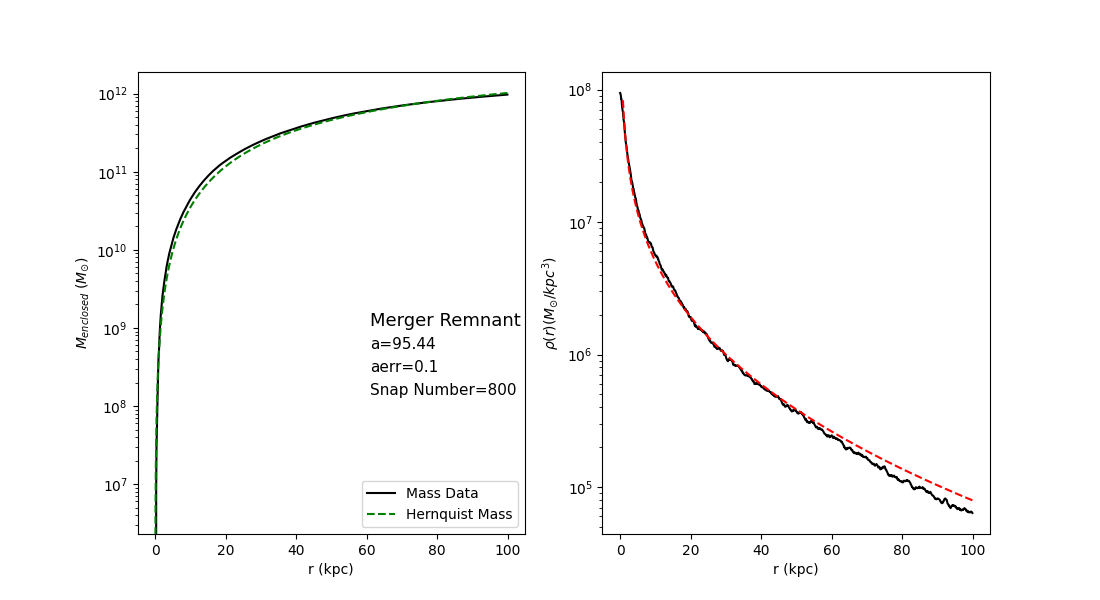 10^12
10^11
10^10
10^9
10^8
10^7
M_enclosed (M_⊙)
0 20 40 60 80 100
r (kpc)
Merger Remnant
a=95.44
aerr=0.1
Snap Number=800
Mass Data
Hernquist Mass
10^8
10^7
10^6
10^5
ρ(r)(M_⊙/kpc^3)
0 20 40 60 80 100
r (kpc)